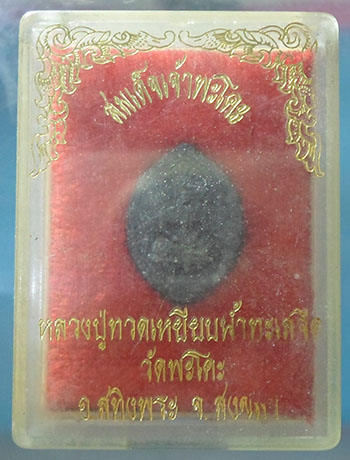 สมเด็จเจ้าพะโคะ
หลวงปู่ทวดเหยียบน้ำทะเลจืด
วัดพะโคะ
อ.สทิงพระ จ.สงขลา